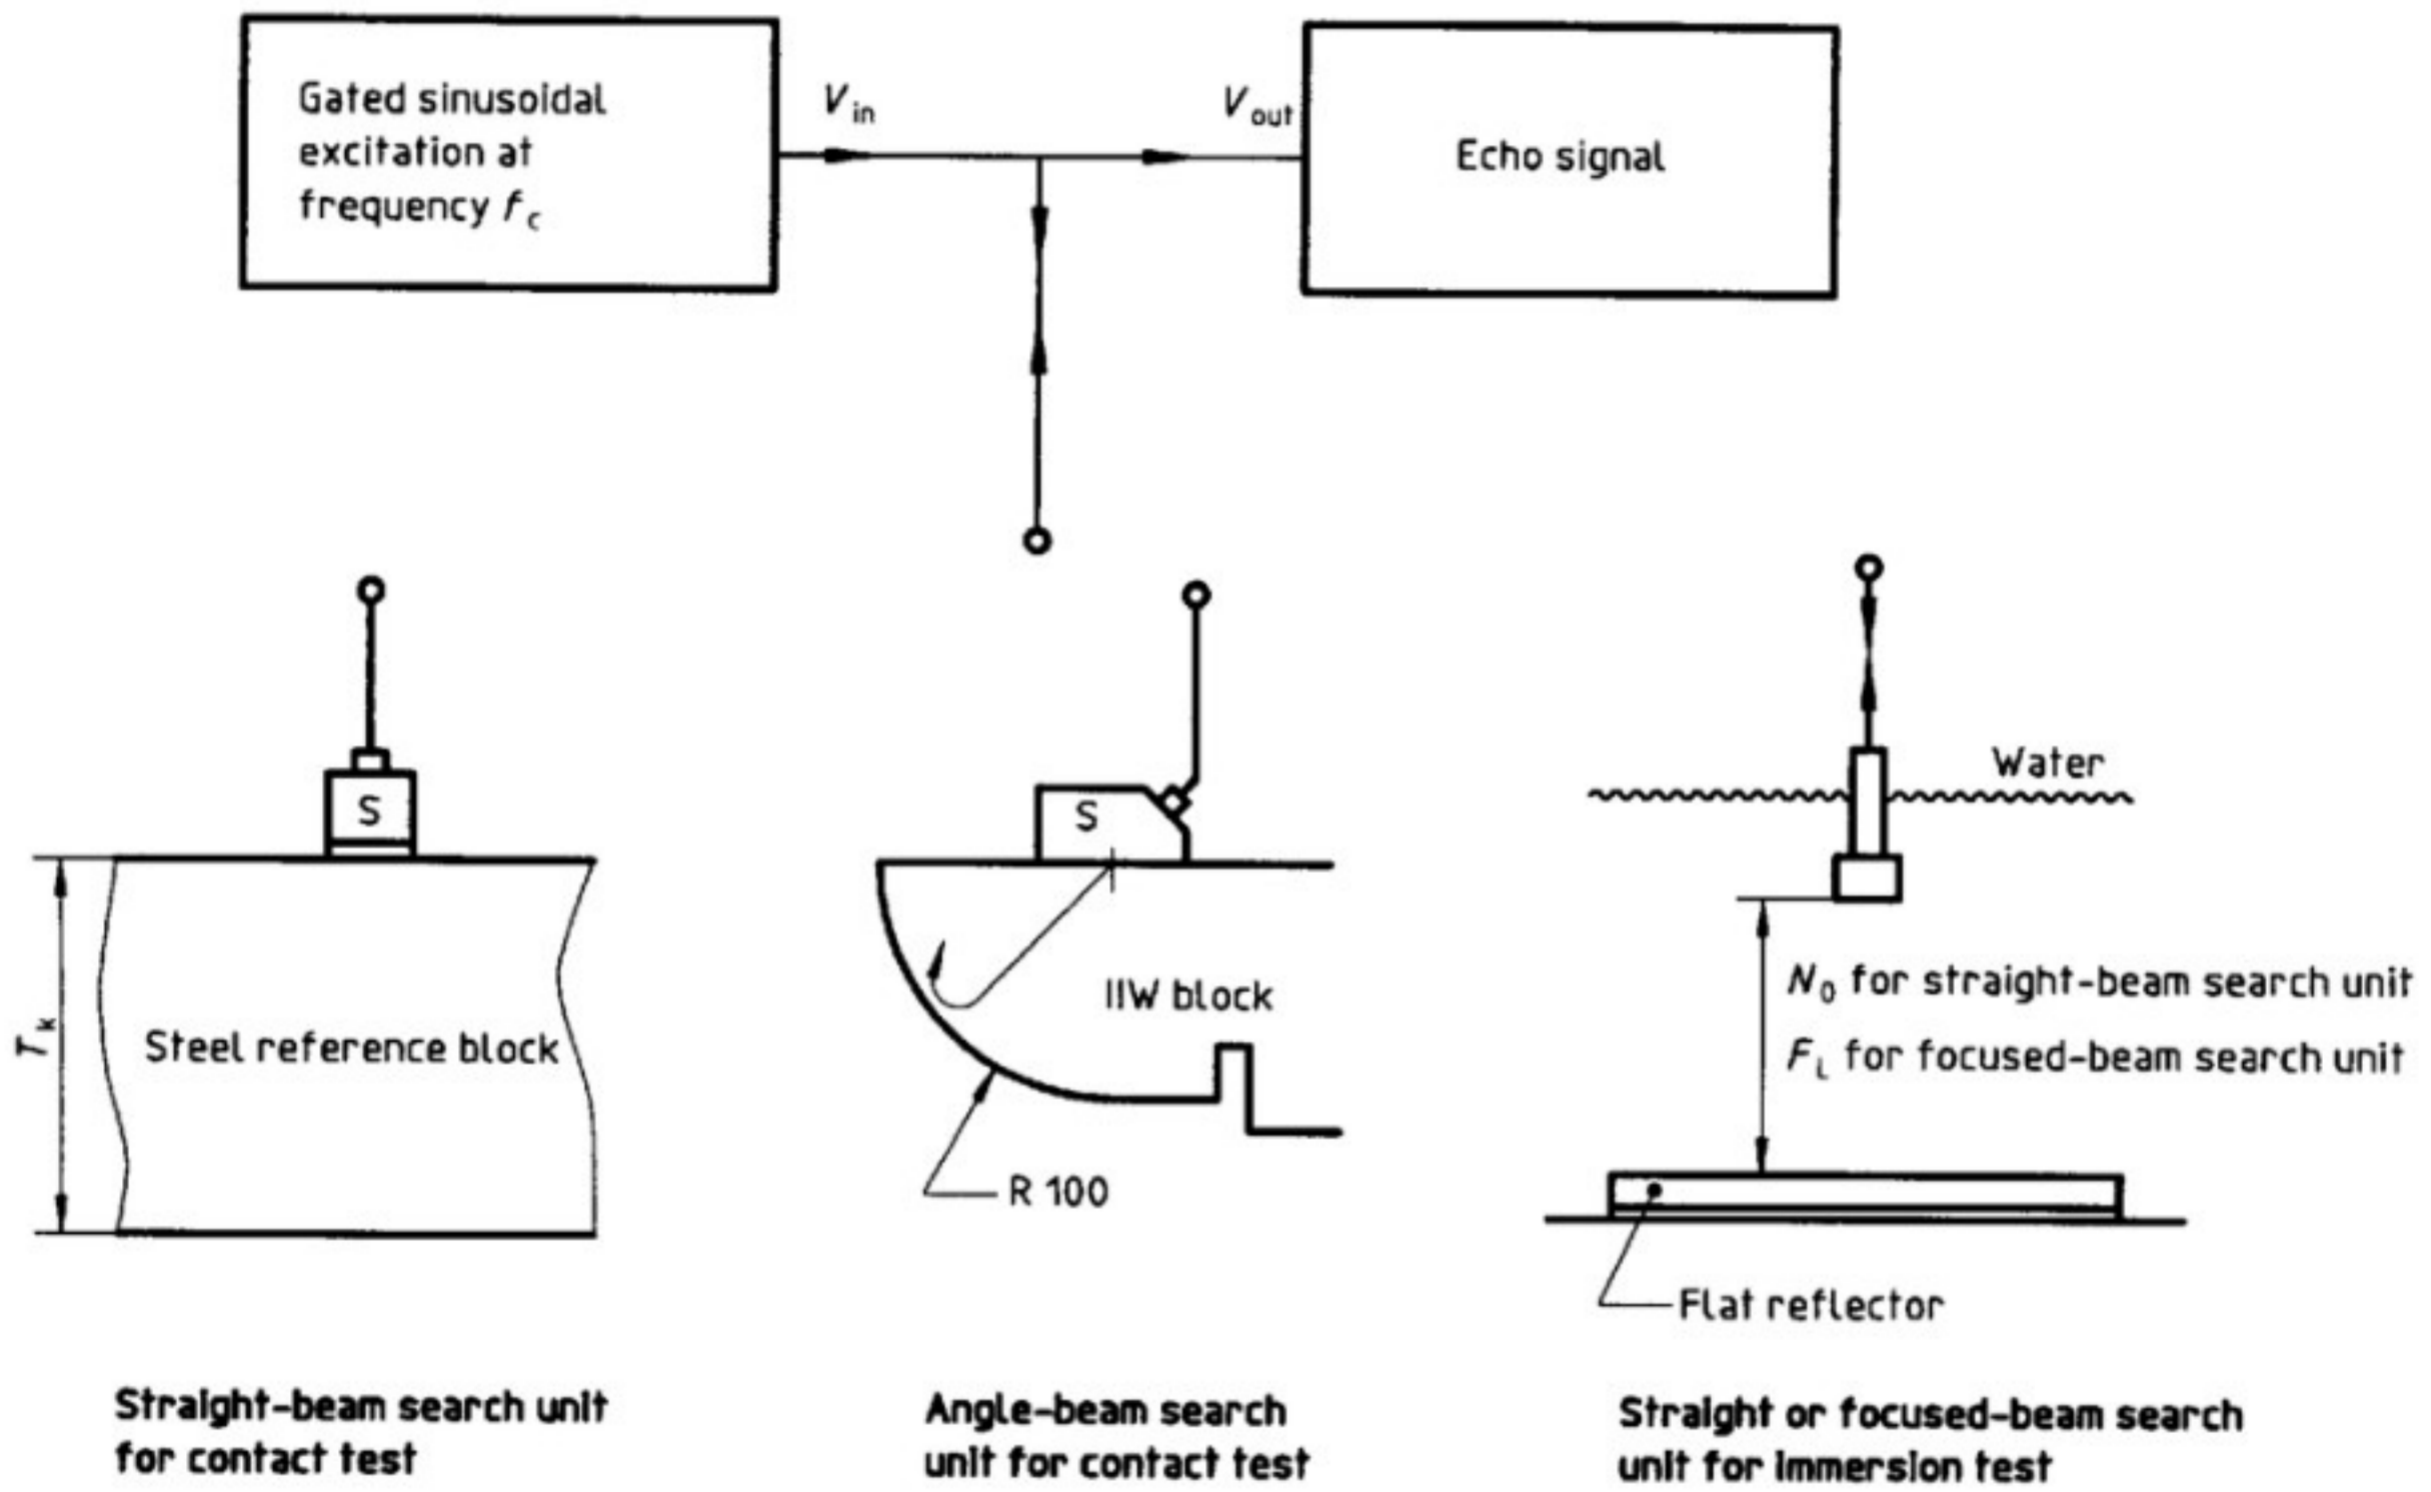 Gated sinusoidal
excitation at
frequency fc
Vin
Vout
Echo signal
S
Tk
Steel reference block
S
IIW block
R 100
Water
N0 for straight-beam search unit
FL for focused-beam search unit
Flat reflector
Straight-beam search unit
for contact test
Angle-beam search
unit for contact test
Straight or focused-beam search
unit for immersion test